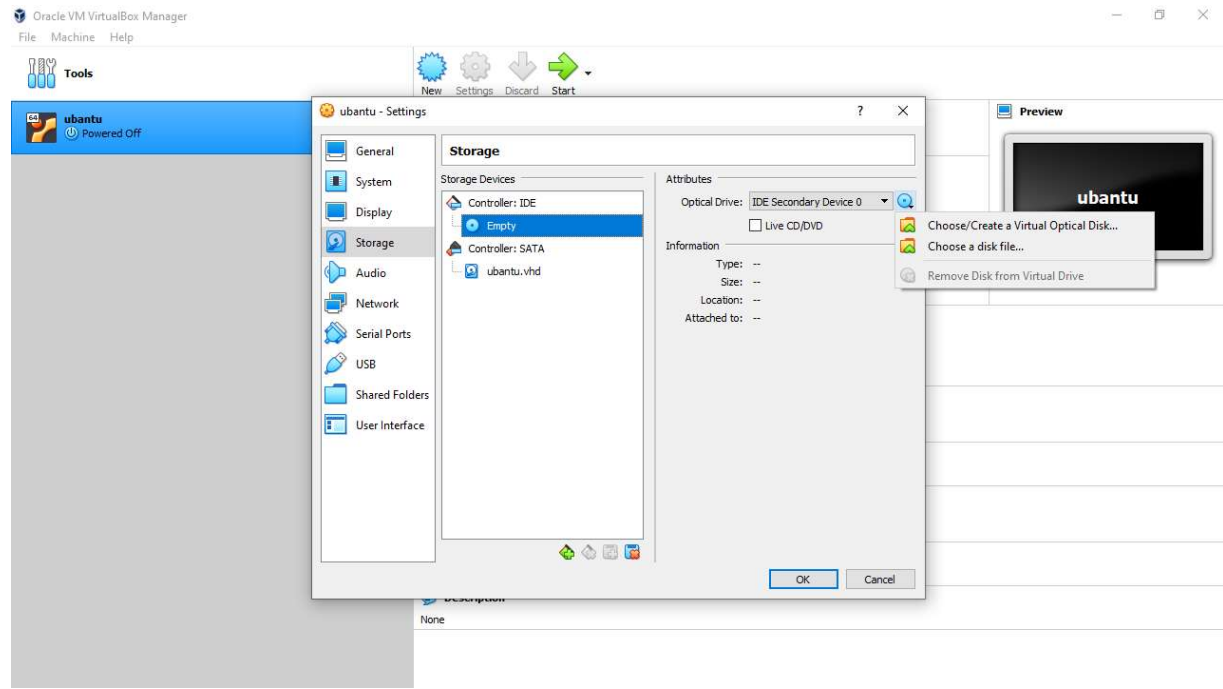 Oracle VM VirtualBox Manager
File Machine Help
Tools
New Settings Discard Start
64
ubantu
Powered Off
ubantu - Settings
? 
Preview
ubantu
General
System
Display
Storage
Audio
Network
Serial Ports
USB
Shared Folders
User Interface
Storage
Storage Devices
Controller: IDE
Empty
Controller: SATA
ubantu.vhd
Attributes
Optical Drive: IDE Secondary Device 0
Live CD/DVD
Information
Type: --
Size: --
Location: --
Attached to: --
Choose/Create a Virtual Optical Disk...
Choose a disk file...
Remove Disk from Virtual Drive
OK Cancel
Description
None